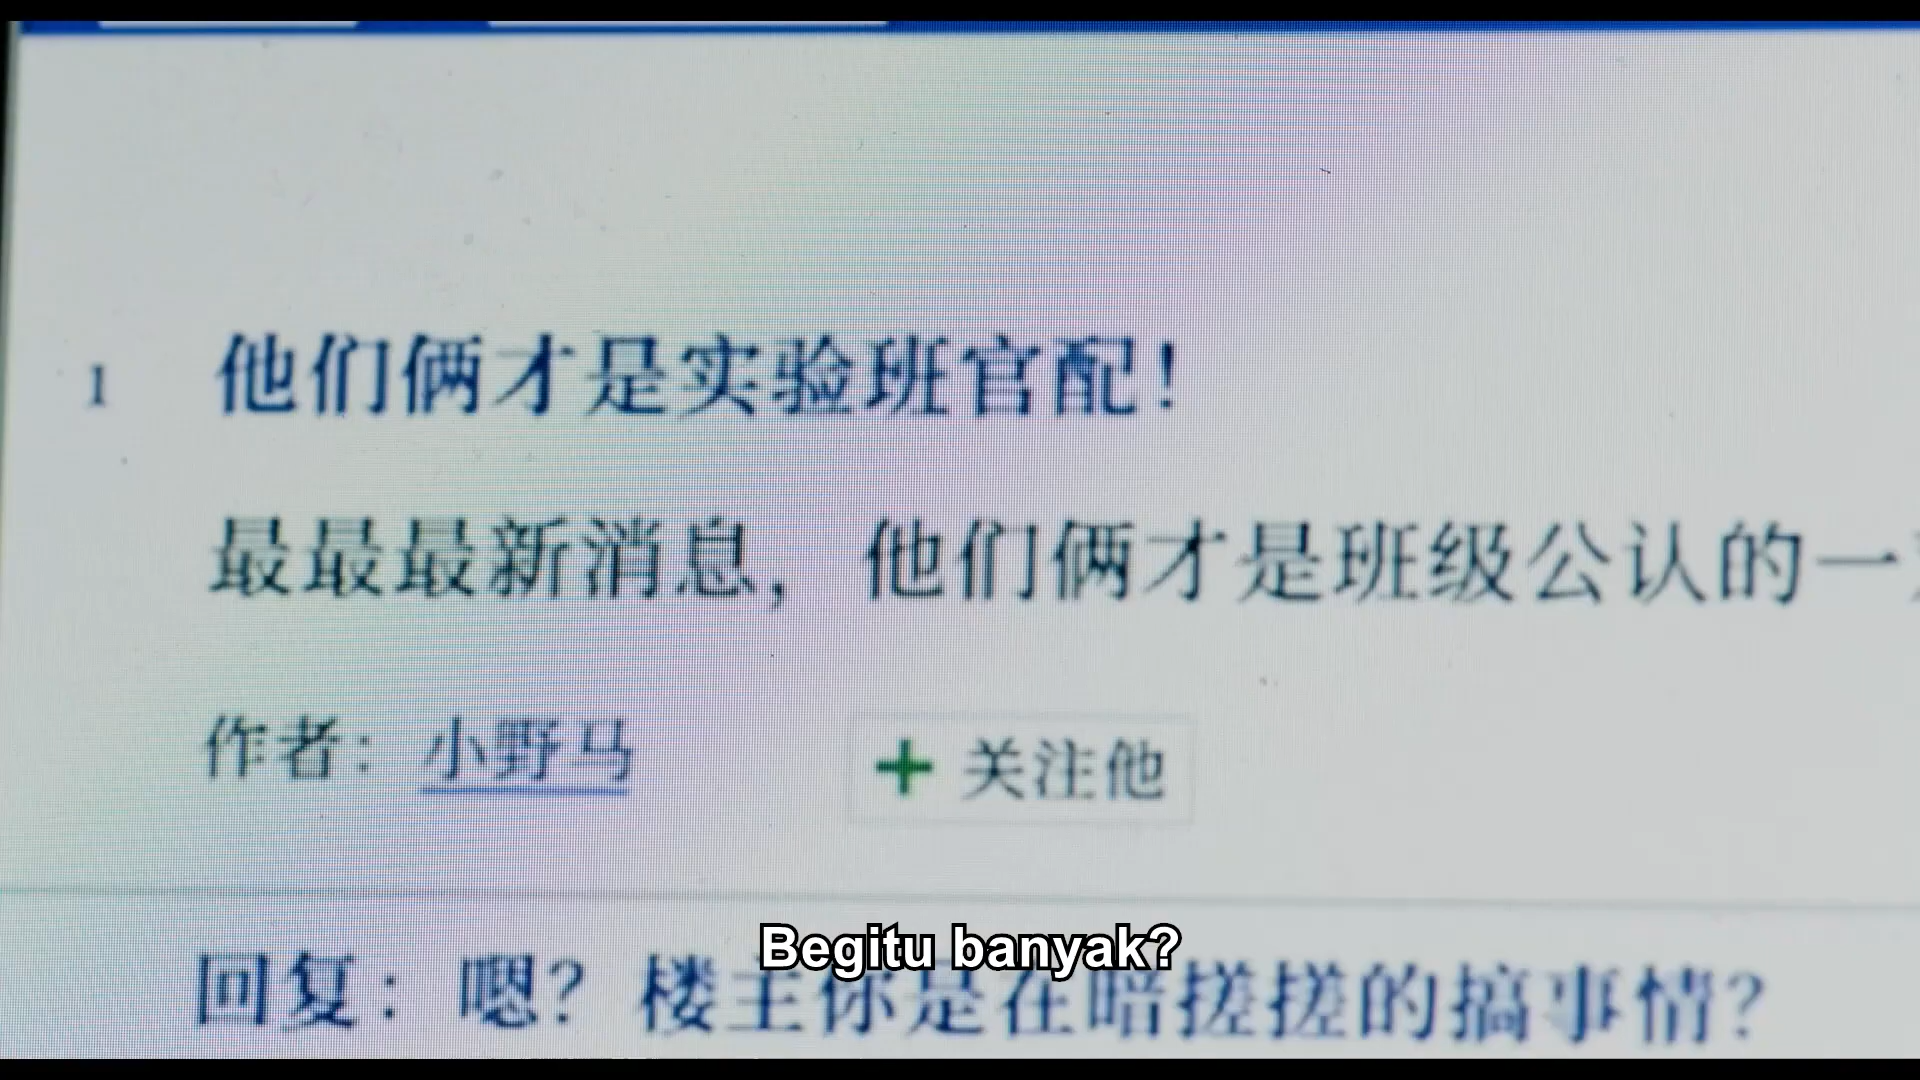 1 他们俩才是实验班官配！
最最最新消息，他们俩才是班级公认的一
作者：小野马
+ 关注他
Begitu banyak?
回复：嗯？楼主你是在暗搓搓的搞事情？